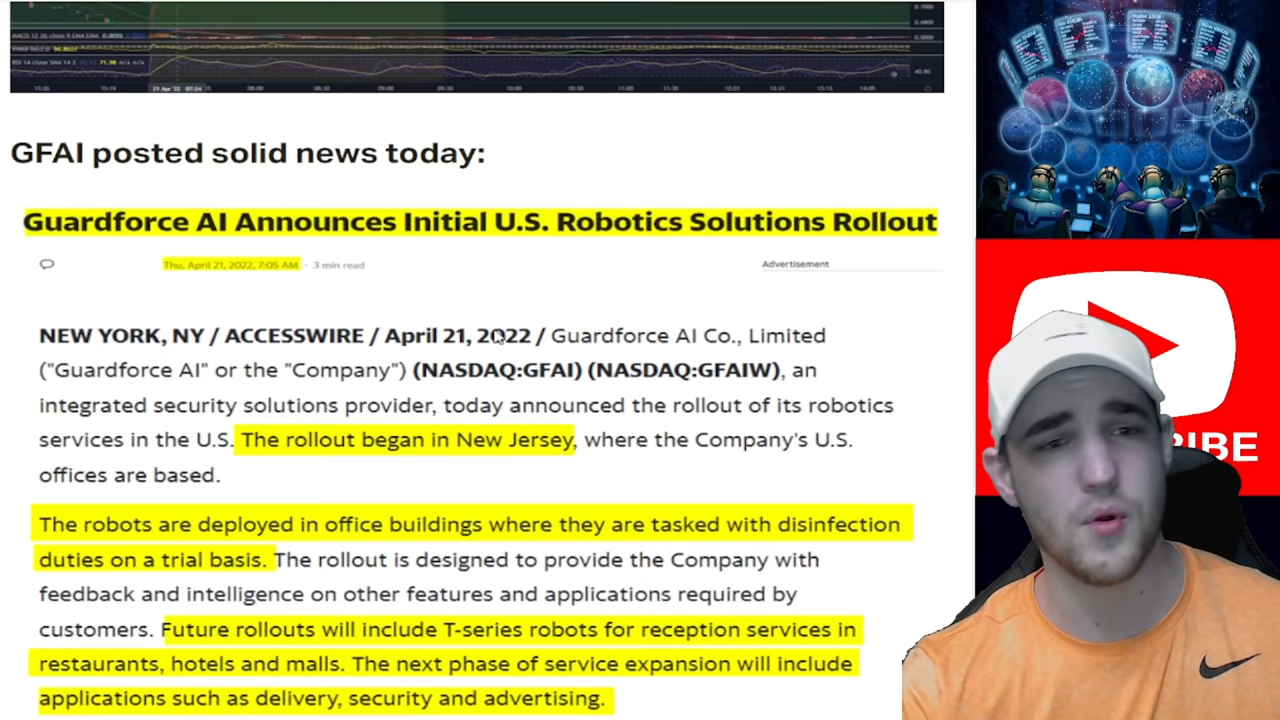 GFAI posted solid news today:
Guardforce AI Announces Initial U.S. Robotics Solutions Rollout
Thu, April 21, 2022, 7:05 AM · 3 min read
Advertisement
NEW YORK, NY / ACCESSWIRE / April 21, 2022 / Guardforce AI Co., Limited
("Guardforce AI" or the "Company") (NASDAQ:GFAI) (NASDAQ:GFAIW), an
integrated security solutions provider, today announced the rollout of its robotics
services in the U.S. The rollout began in New Jersey, where the Company's U.S.
offices are based.
The robots are deployed in office buildings where they are tasked with disinfection
duties on a trial basis. The rollout is designed to provide the Company with
feedback and intelligence on other features and applications required by
customers. Future rollouts will include T-series robots for reception services in
restaurants, hotels and malls. The next phase of service expansion will include
applications such as delivery, security and advertising.
IBE